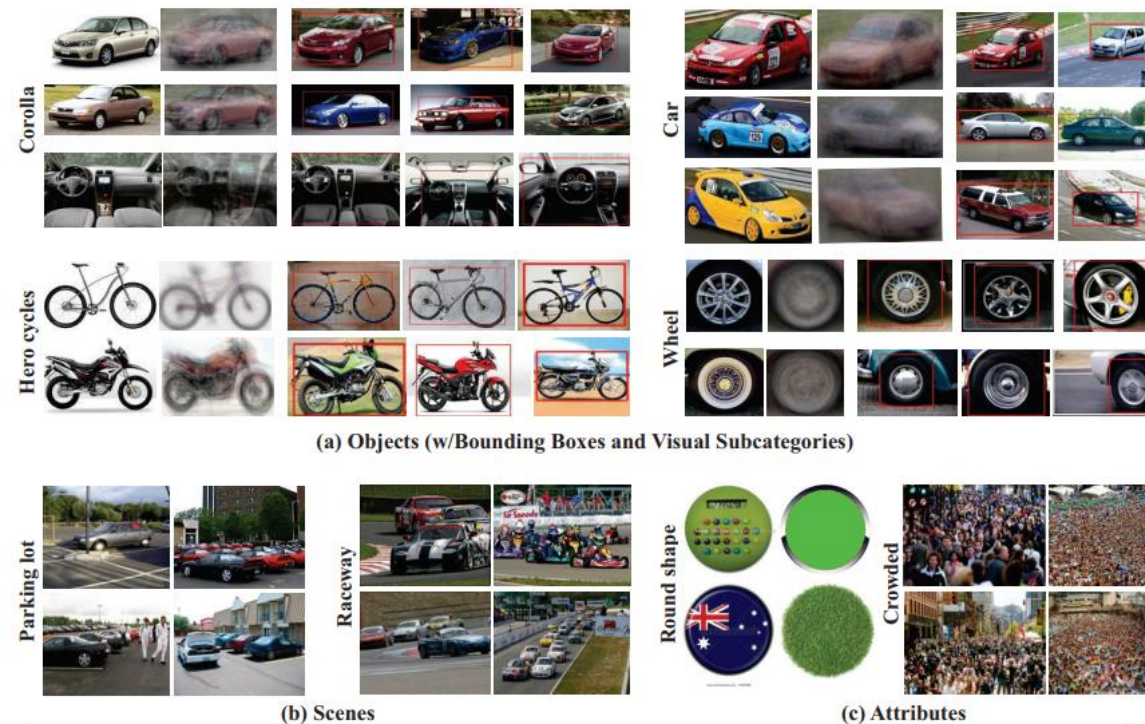 Corolla
Car
Hero cycles
Wheel
(a) Objects (w/Bounding Boxes and Visual Subcategories)
Parking lot
Raceway
Round shape
Crowded
(b) Scenes
(c) Attributes